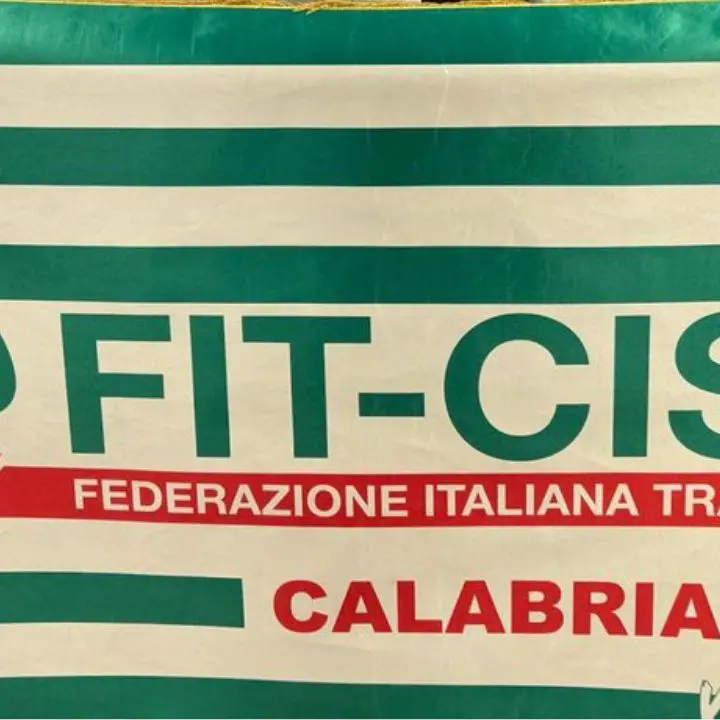 FIT-CIS
FEDERAZIONE ITALIANA TRA
CALABRIA